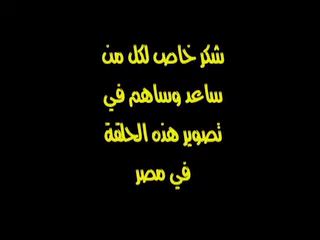 شكر خاص لكل من
ساعد وساهم في
تصوير هذه الحلقة
في مصر